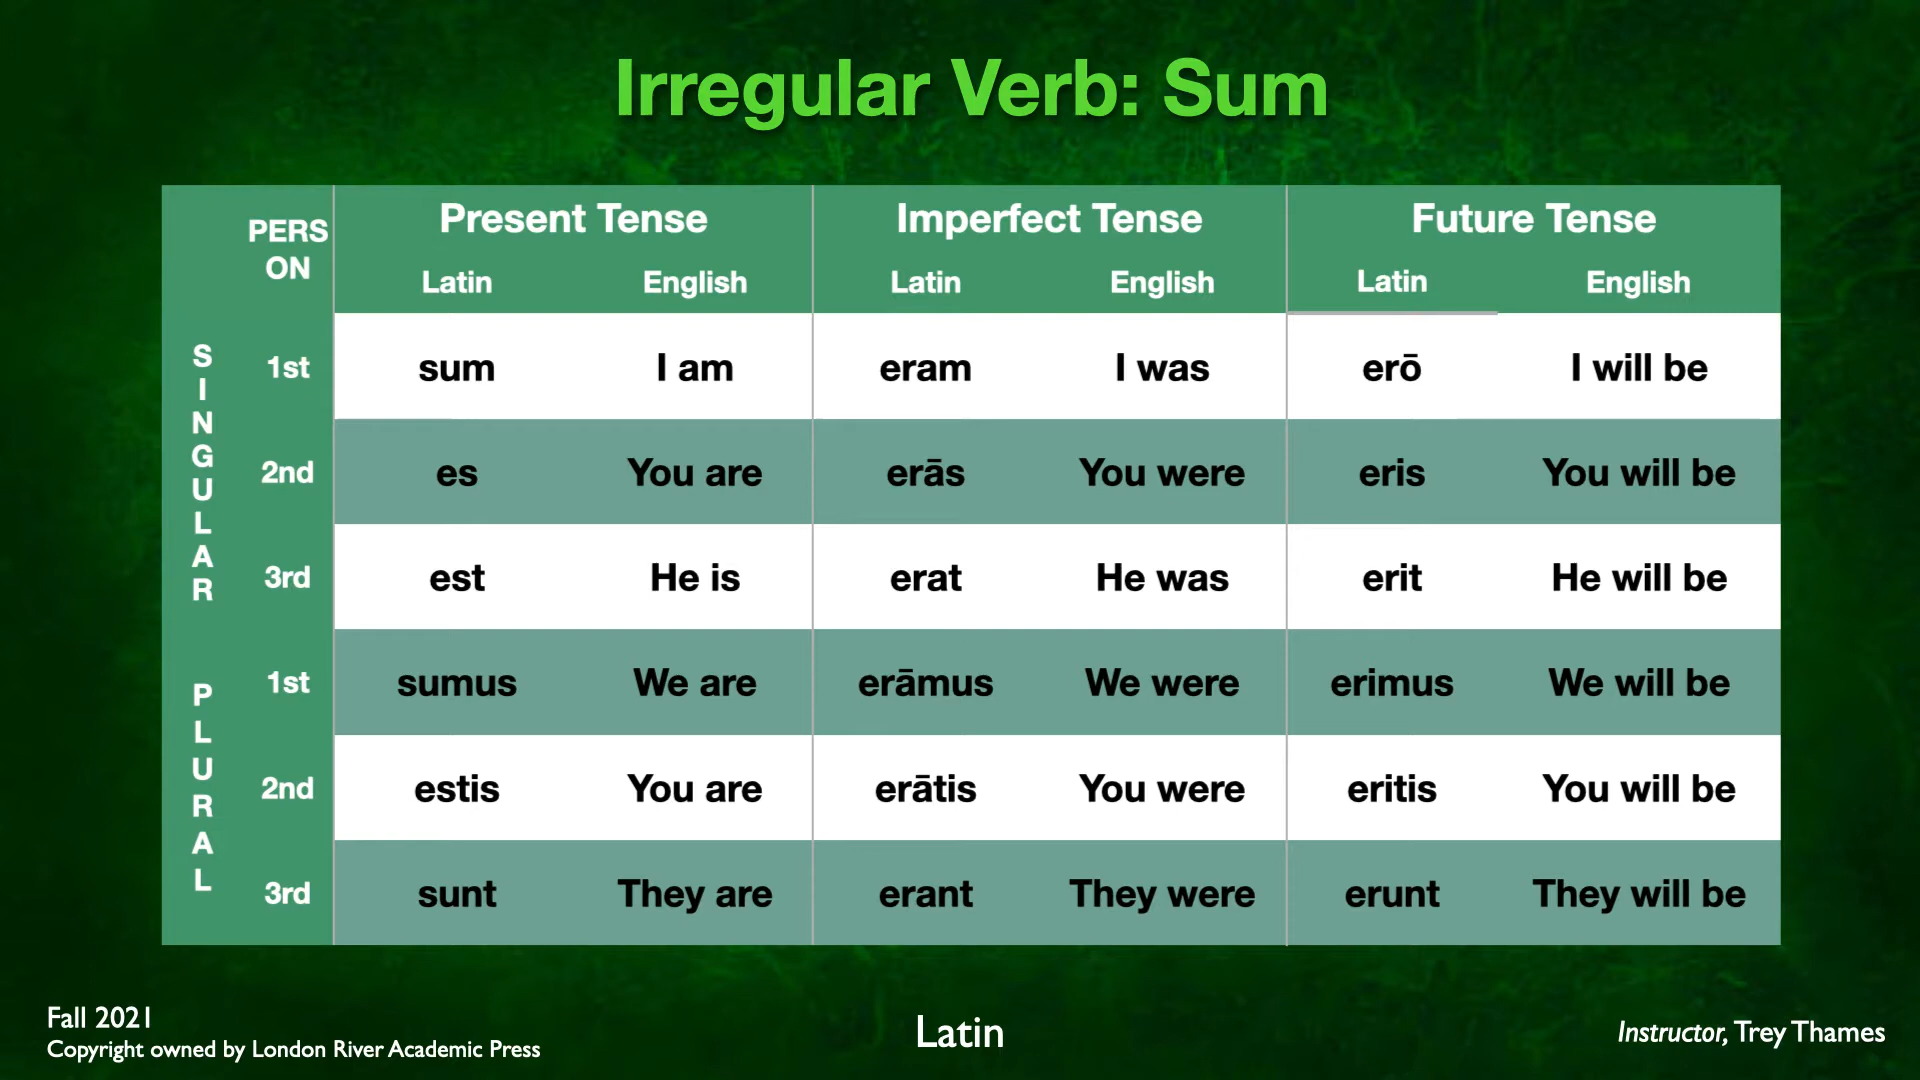 Irregular Verb: Sum
PERS
ON
Present Tense
Imperfect Tense
Future Tense
Latin English Latin English Latin English
SINGULAR
1st sum I am eram I was erō I will be
2nd es You are erās You were eris You will be
3rd est He is erat He was erit He will be
PLURAL
1st sumus We are erāmus We were erimus We will be
2nd estis You are erātis You were eritis You will be
3rd sunt They are erant They were erunt They will be
Fall 2021
Copyright owned by London River Academic Press
Latin
Instructor, Trey Thames